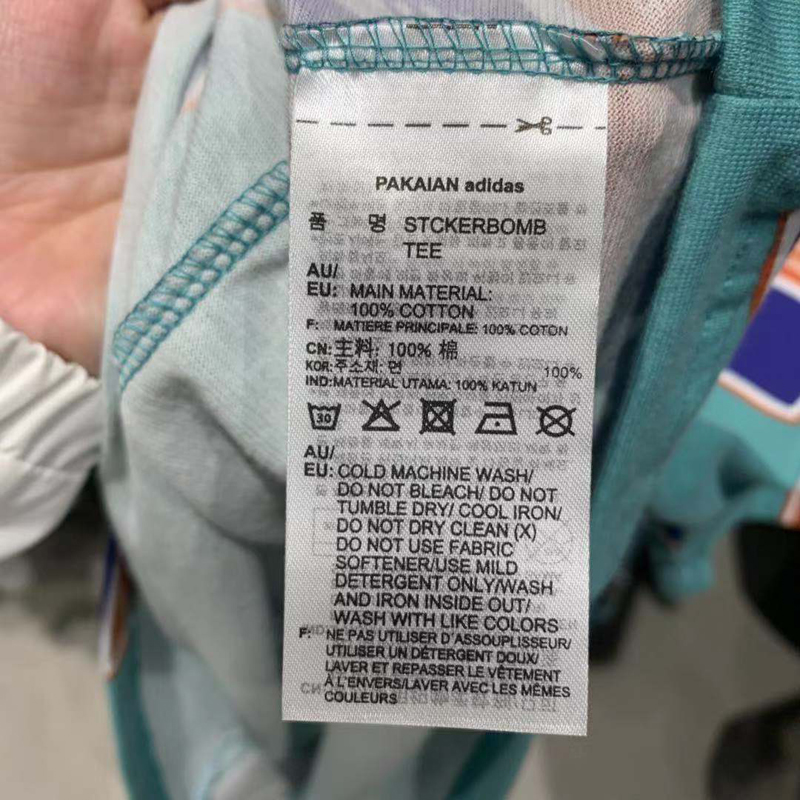 PAKAIAN adidas
품 명 STCKERBOMB
TEE
AU/
EU: MAIN MATERIAL:
100% COTTON
F: MATIERE PRINCIPALE: 100% COTON
CN:主料: 100% 棉
KOR:주소재: 면 100%
IND:MATERIAL UTAMA: 100% KATUN
30
AU/
EU: COLD MACHINE WASH/
DO NOT BLEACH/ DO NOT
TUMBLE DRY/ COOL IRON/
DO NOT DRY CLEAN (X)
DO NOT USE FABRIC
SOFTENER/USE MILD
DETERGENT ONLY/WASH
AND IRON INSIDE OUT/
WASH WITH LIKE COLORS
F: NE PAS UTILISER D'ASSOUPLISSEUR/
UTILISER UN DÉTERGENT DOUX/
LAVER ET REPASSER LE VÊTEMENT
À L'ENVERS/LAVER AVEC LES MÊMES
COULEURS